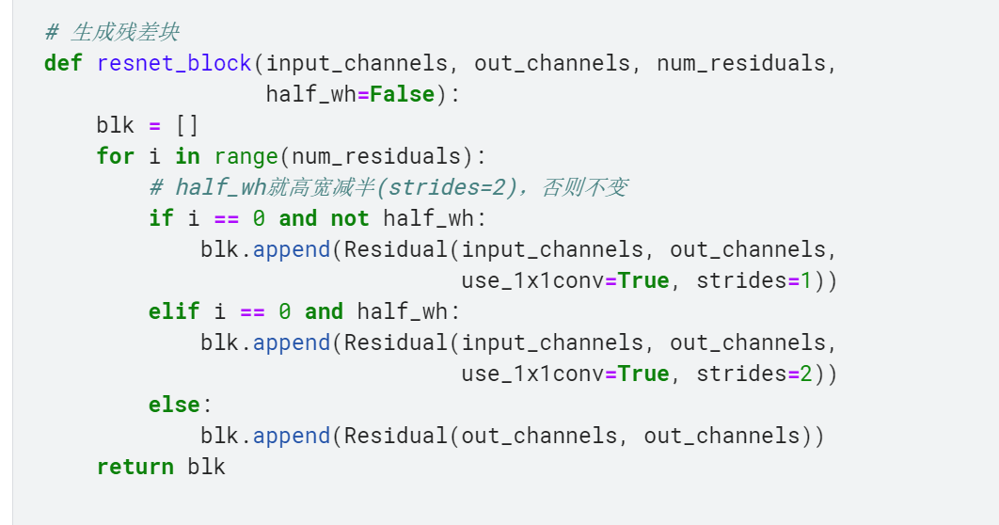 # 生成残差块
def resnet_block(input_channels, out_channels, num_residuals,
                 half_wh=False):
    blk = []
    for i in range(num_residuals):
        # half_wh就高宽减半(strides=2)，否则不变
        if i == 0 and not half_wh:
            blk.append(Residual(input_channels, out_channels,
                                use_1x1conv=True, strides=1))
        elif i == 0 and half_wh:
            blk.append(Residual(input_channels, out_channels,
                                use_1x1conv=True, strides=2))
        else:
            blk.append(Residual(out_channels, out_channels))
    return blk